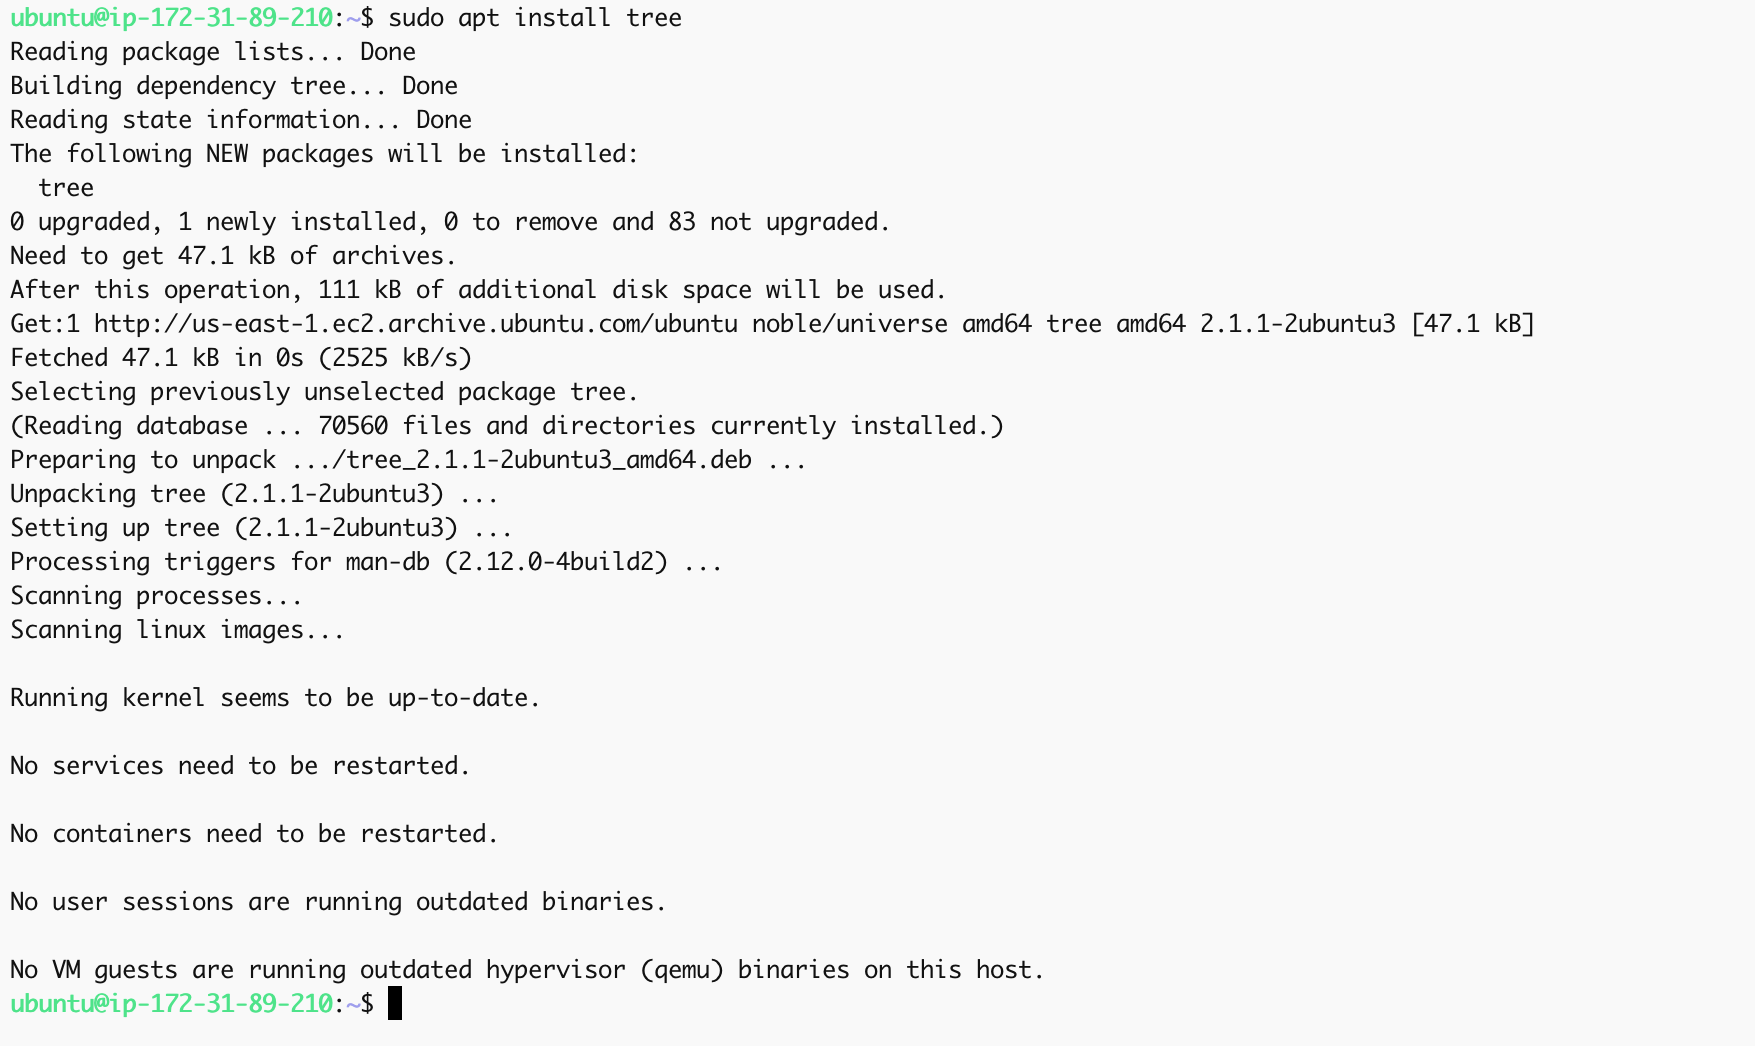 ubuntu@ip-172-31-89-210:~$ sudo apt install tree
Reading package lists... Done
Building dependency tree... Done
Reading state information... Done
The following NEW packages will be installed:
  tree
0 upgraded, 1 newly installed, 0 to remove and 83 not upgraded.
Need to get 47.1 kB of archives.
After this operation, 111 kB of additional disk space will be used.
Get:1 http://us-east-1.ec2.archive.ubuntu.com/ubuntu noble/universe amd64 tree amd64 2.1.1-2ubuntu3 [47.1 kB]
Fetched 47.1 kB in 0s (2525 kB/s)
Selecting previously unselected package tree.
(Reading database ... 70560 files and directories currently installed.)
Preparing to unpack .../tree_2.1.1-2ubuntu3_amd64.deb ...
Unpacking tree (2.1.1-2ubuntu3) ...
Setting up tree (2.1.1-2ubuntu3) ...
Processing triggers for man-db (2.12.0-4build2) ...
Scanning processes...
Scanning linux images...

Running kernel seems to be up-to-date.

No services need to be restarted.

No containers need to be restarted.

No user sessions are running outdated binaries.

No VM guests are running outdated hypervisor (qemu) binaries on this host.
ubuntu@ip-172-31-89-210:~$